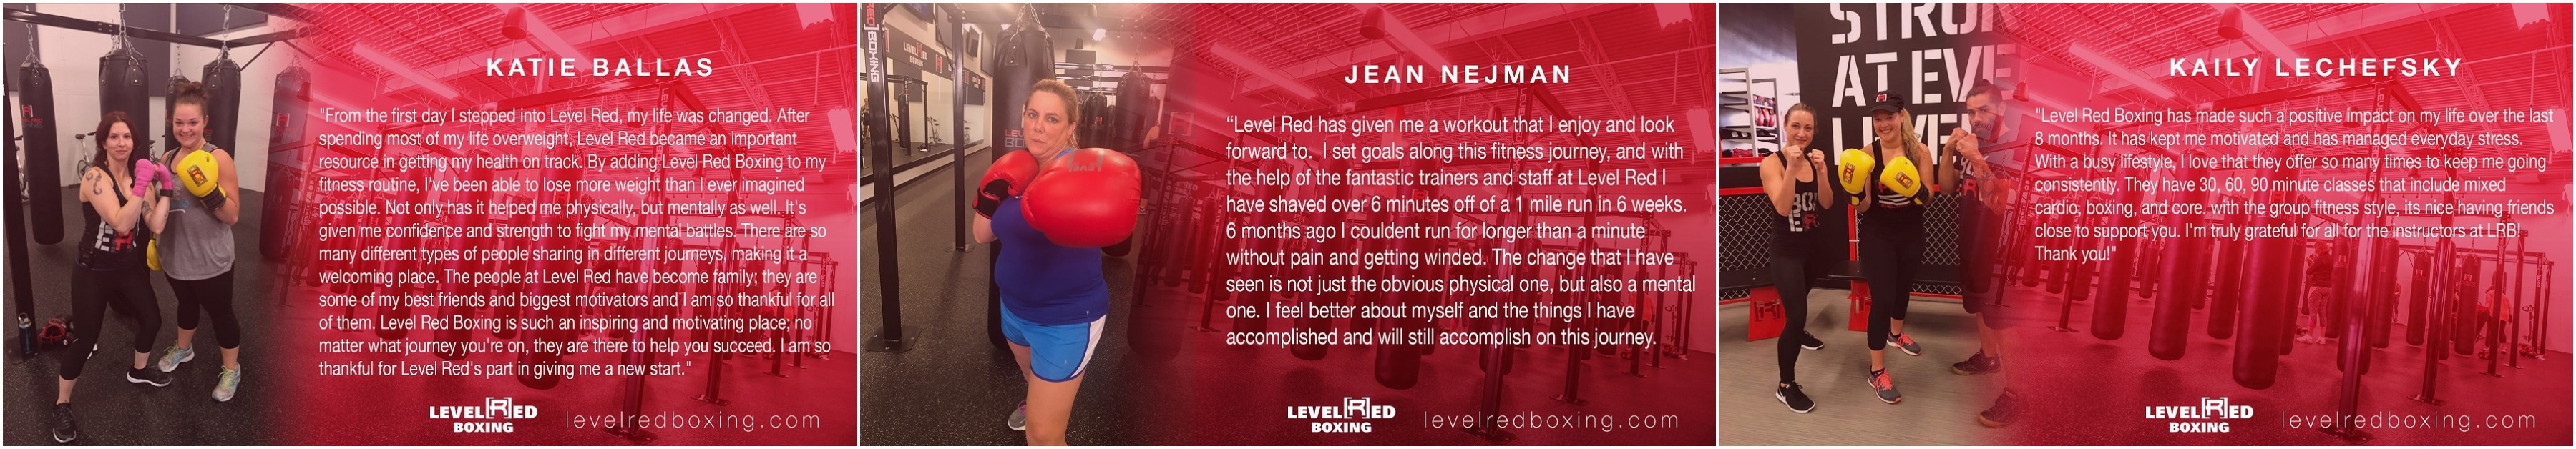 KATIE BALLAS
"From the first day I stepped into Level Red, my life was changed. After
spending most of my life overweight, Level Red became an important
resource in getting my health on track. By adding Level Red Boxing to my
fitness routine, I've been able to lose more weight than I ever imagined
possible. Not only has it helped me physically, but mentally as well. It's
given me confidence and strength to fight my mental battles. There are so
many different types of people sharing in different journeys, making it a
welcoming place. The people at Level Red have become family; they are
some of my best friends and biggest motivators and I am so thankful for all
of them. Level Red Boxing is such an inspiring and motivating place; no
matter what journey you're on, they are there to help you succeed. I am so
thankful for Level Red's part in giving me a new start."
LEVEL[R]ED
BOXING
levelredboxing.com
RED]BOXING
LEVEL[R]ED
BOXING
JEAN NEJMAN
“Level Red has given me a workout that I enjoy and look
forward to.  I set goals along this fitness journey, and with
the help of the fantastic trainers and staff at Level Red I
have shaved over 6 minutes off of a 1 mile run in 6 weeks.
6 months ago I couldent run for longer than a minute
without pain and getting winded. The change that I have
seen is not just the obvious physical one, but also a mental
one. I feel better about myself and the things I have
accomplished and will still accomplish on this journey.
LEVEL[R]ED
BOXING
levelredboxing.com
STRON
AT EVE
LEVEL
KAILY LECHEFSKY
"Level Red Boxing has made such a positive impact on my life over the last
8 months. It has kept me motivated and has managed everyday stress.
With a busy lifestyle, I love that they offer so many times to keep me going
consistently. They have 30, 60, 90 minute classes that include mixed
cardio, boxing, and core. with the group fitness style, its nice having friends
close to support you. I'm truly grateful for all for the instructors at LRB!
Thank you!"
LEVEL[R]ED
BOXING
levelredboxing.com